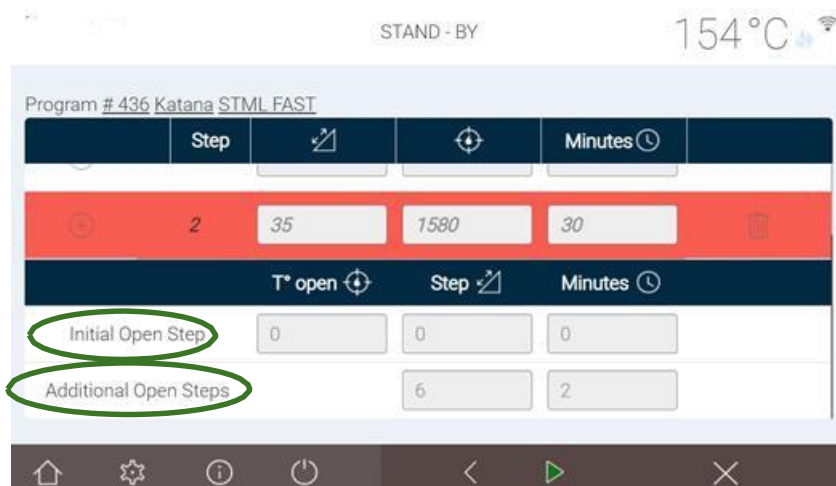 STAND - BY 154°C
Program # 436 Katana STML FAST
Step Minutes
2 35 1580 30
T° open Step Minutes
Initial Open Step 0 0 0
Additional Open Steps 6 2